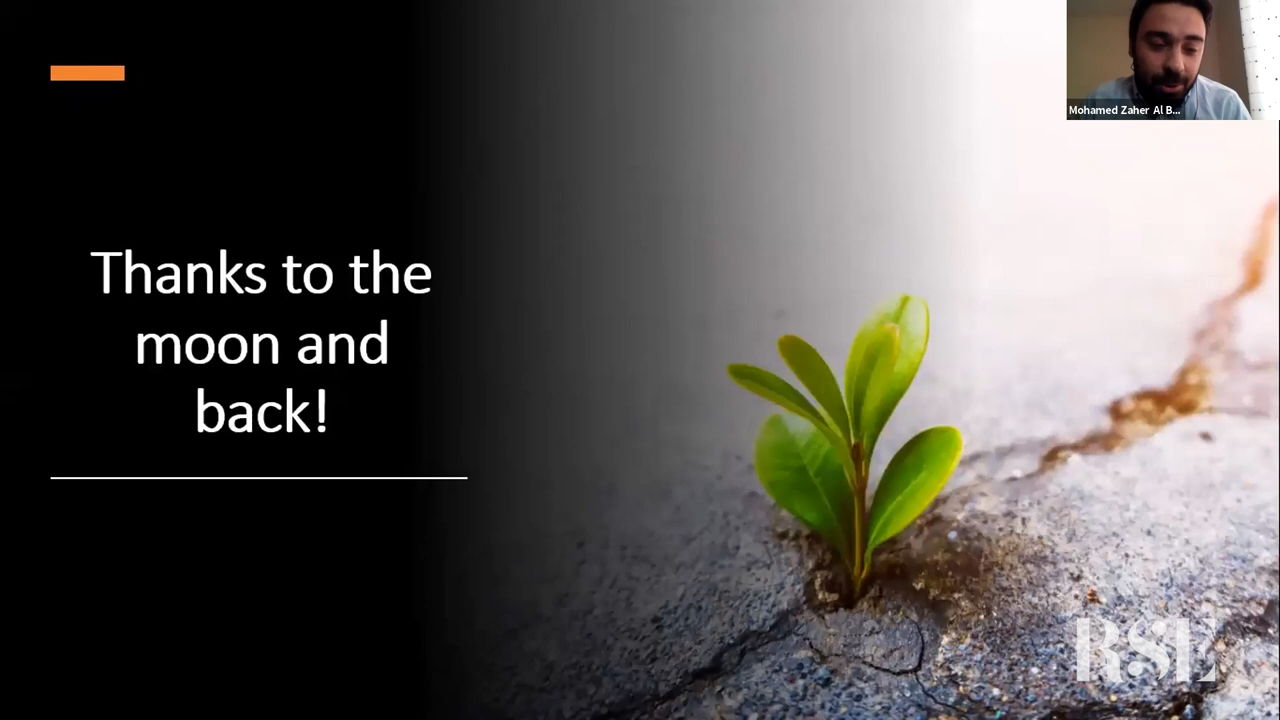 Mohamed Zaher Al B...
Thanks to the
moon and
back!
RSE